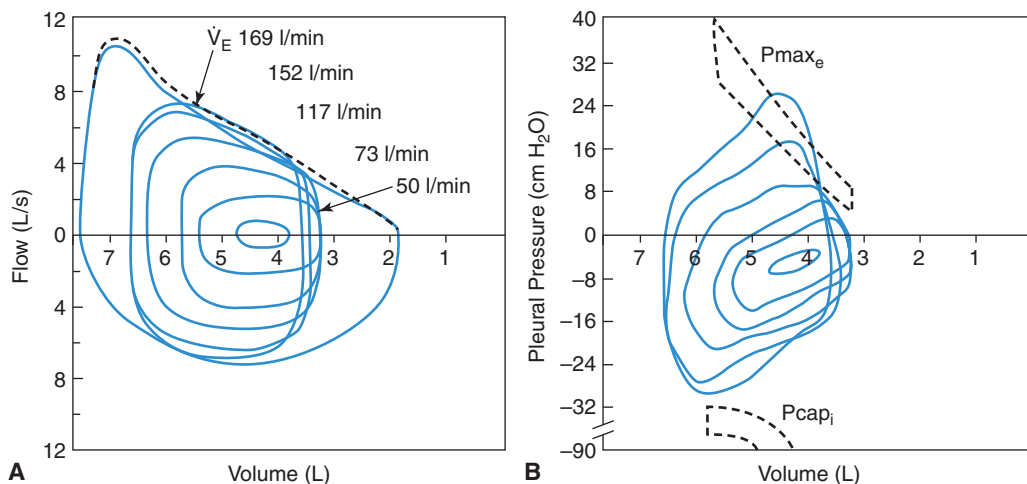 12
8
4
0
4
8
12
Flow (L/s)
V̇E 169 l/min
152 l/min
117 l/min
73 l/min
50 l/min
7 6 5 4 3 2 1
Volume (L)
A
40
32
24
16
8
0
−8
−16
−24
−32
−90
Pleural Pressure (cm H2O)
Pmaxe
7 6 5 4 3 2 1
Pcapi
Volume (L)
B